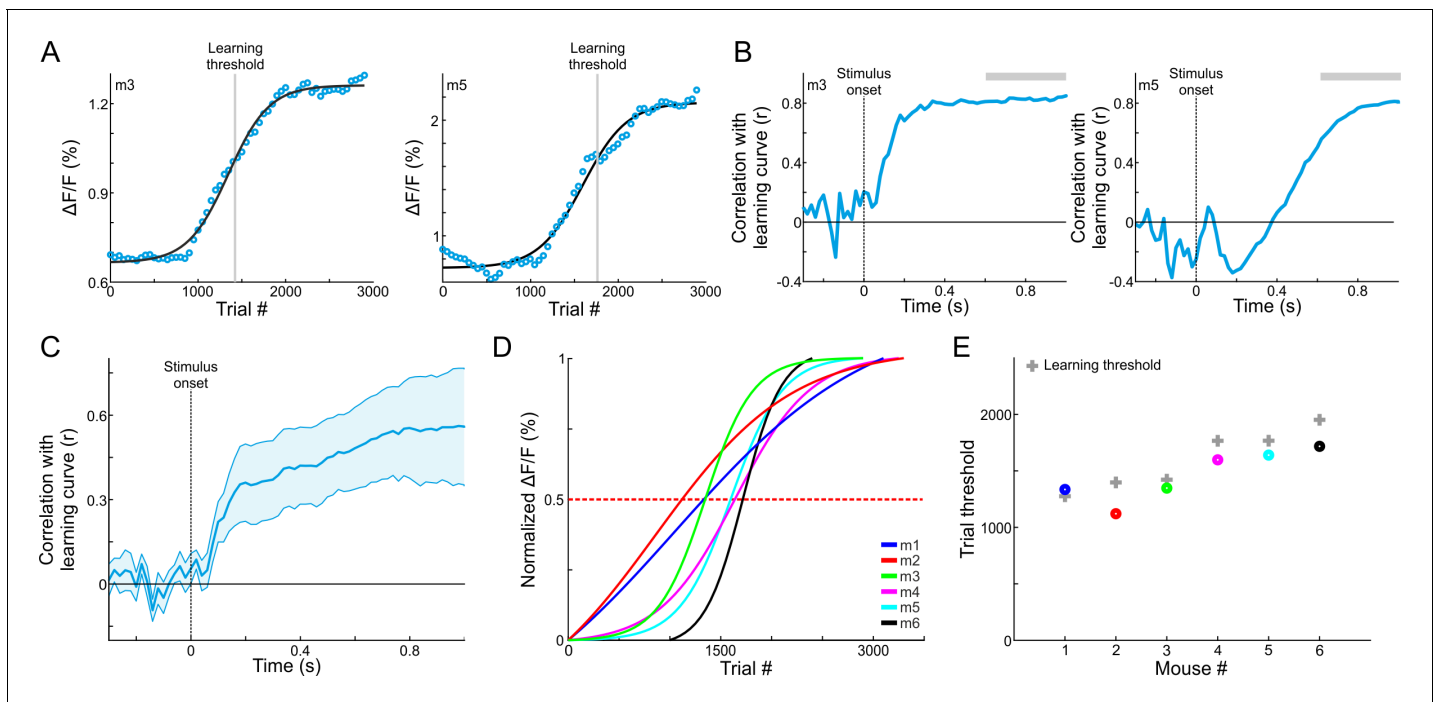 A
Learning
threshold
m3
1.2
0.9
0.6
ΔF/F (%)
0
1000
2000
3000
Trial #
Learning
threshold
m5
2
1
ΔF/F (%)
0
1000
2000
3000
Trial #
B
m3
Stimulus
onset
0.8
0.4
0
-0.4
Correlation with
learning curve (r)
0
0.4
0.8
Time (s)
m5
Stimulus
onset
0.8
0.4
0
-0.4
Correlation with
learning curve (r)
0
0.4
0.8
Time (s)
C
Stimulus
onset
0.6
0.3
0
Correlation with
learning curve (r)
0
0.4
0.8
Time (s)
D
1
0.5
0
Normalized ΔF/F (%)
m1
m2
m3
m4
m5
m6
0
1500
3000
Trial #
E
Learning threshold
2000
1000
0
Trial threshold
1
2
3
4
5
6
Mouse #